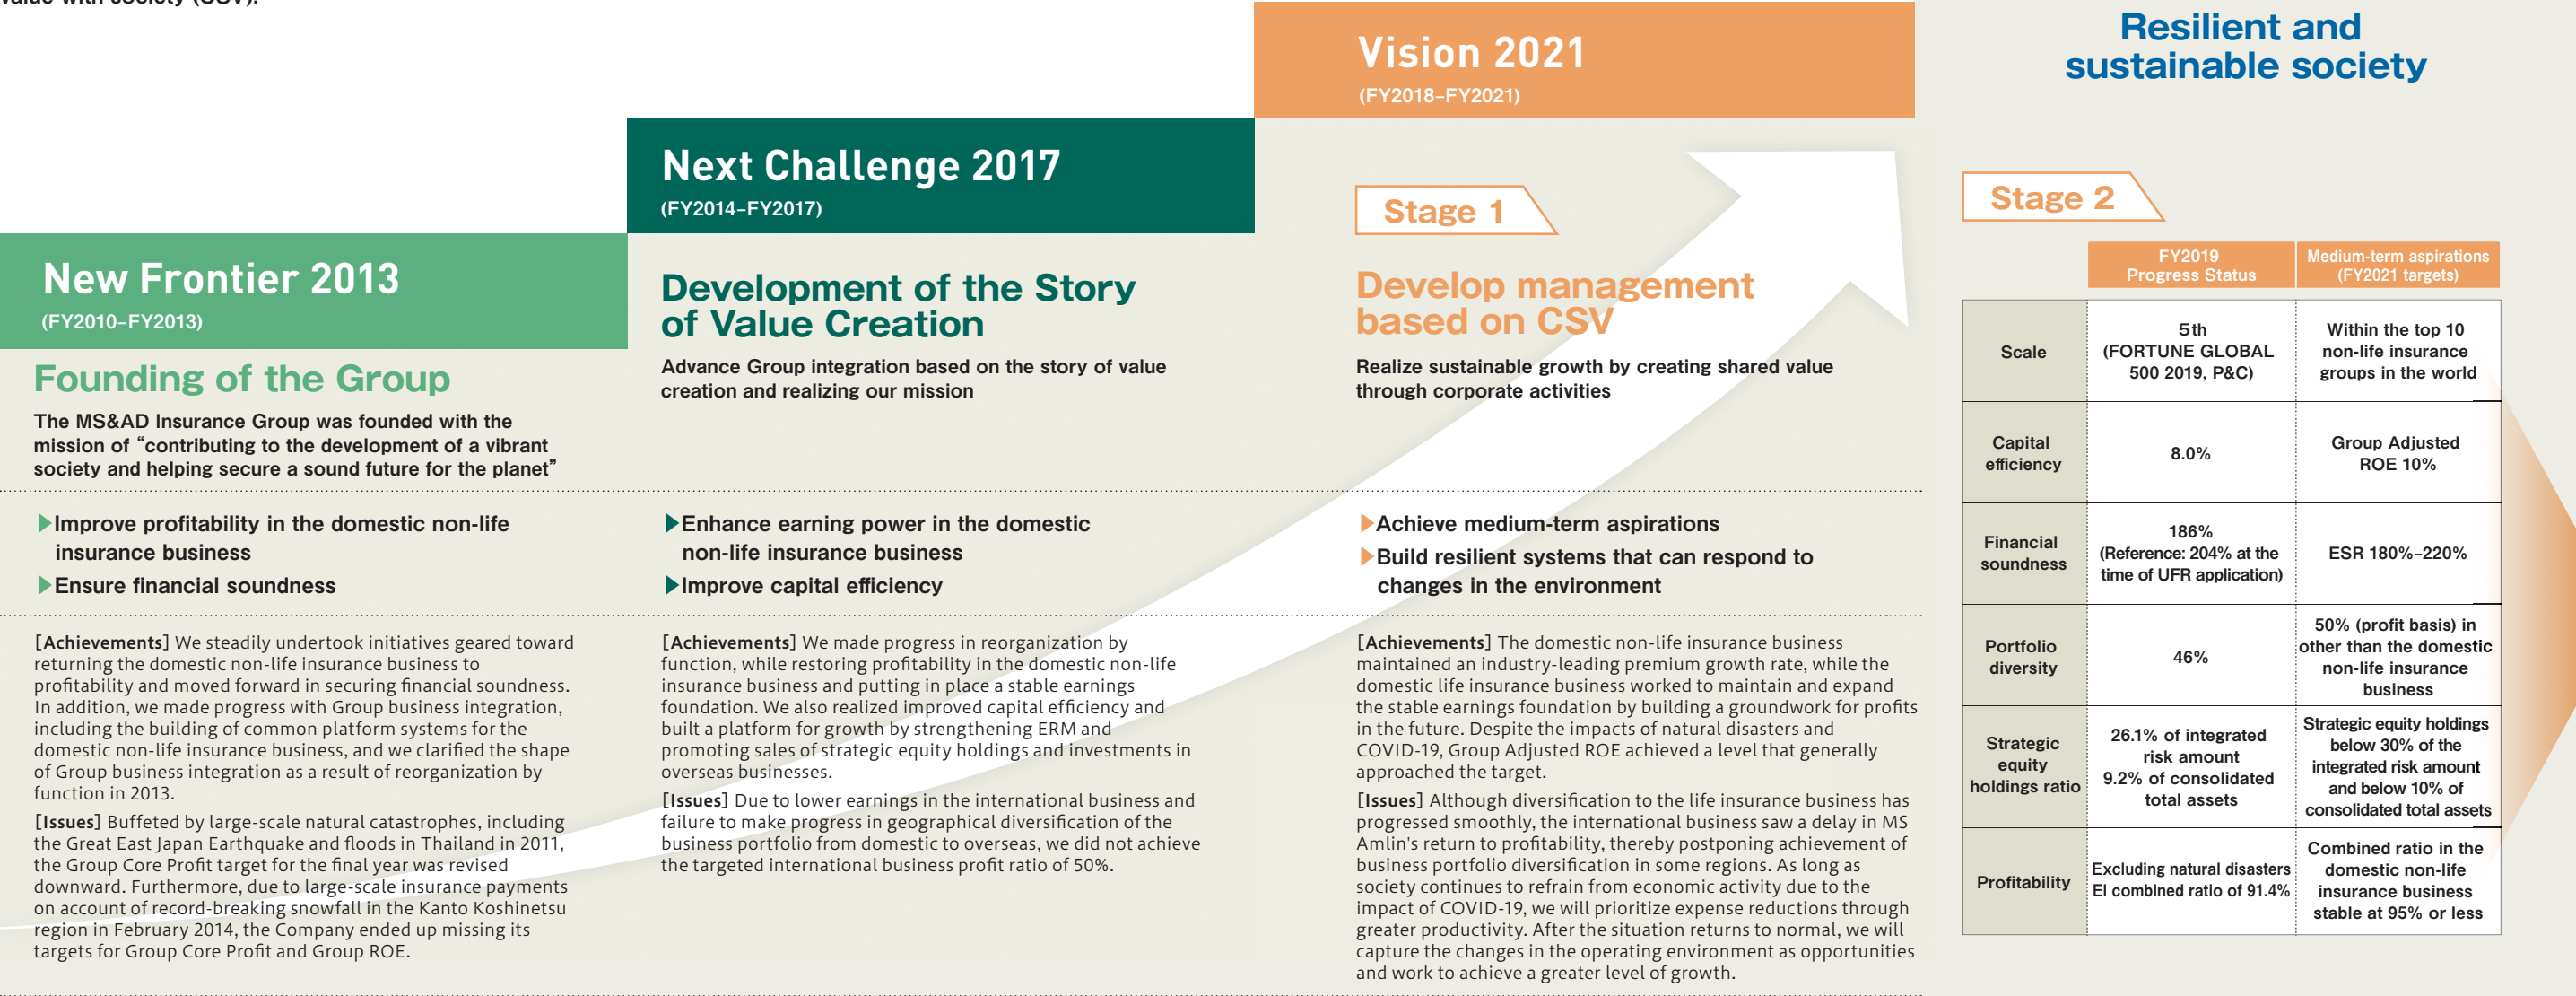 value with society (CSV).
New Frontier 2013
(FY2010–FY2013)
Founding of the Group
The MS&AD Insurance Group was founded with the
mission of “contributing to the development of a vibrant
society and helping secure a sound future for the planet”
▶Improve profitability in the domestic non-life
insurance business
▶Ensure financial soundness
[Achievements] We steadily undertook initiatives geared toward
returning the domestic non-life insurance business to
profitability and moved forward in securing financial soundness.
In addition, we made progress with Group business integration,
including the building of common platform systems for the
domestic non-life insurance business, and we clarified the shape
of Group business integration as a result of reorganization by
function in 2013.
[Issues] Buffeted by large-scale natural catastrophes, including
the Great East Japan Earthquake and floods in Thailand in 2011,
the Group Core Profit target for the final year was revised
downward. Furthermore, due to large-scale insurance payments
on account of record-breaking snowfall in the Kanto Koshinetsu
region in February 2014, the Company ended up missing its
targets for Group Core Profit and Group ROE.
Next Challenge 2017
(FY2014–FY2017)
Development of the Story
of Value Creation
Advance Group integration based on the story of value
creation and realizing our mission
▶Enhance earning power in the domestic
non-life insurance business
▶Improve capital efficiency
[Achievements] We made progress in reorganization by
function, while restoring profitability in the domestic non-life
insurance business and putting in place a stable earnings
foundation. We also realized improved capital efficiency and
built a platform for growth by strengthening ERM and
promoting sales of strategic equity holdings and investments in
overseas businesses.
[Issues] Due to lower earnings in the international business and
failure to make progress in geographical diversification of the
business portfolio from domestic to overseas, we did not achieve
the targeted international business profit ratio of 50%.
Vision 2021
(FY2018–FY2021)
Stage 1
Develop management
based on CSV
Realize sustainable growth by creating shared value
through corporate activities
▶Achieve medium-term aspirations
▶Build resilient systems that can respond to
changes in the environment
[Achievements] The domestic non-life insurance business
maintained an industry-leading premium growth rate, while the
domestic life insurance business worked to maintain and expand
the stable earnings foundation by building a groundwork for profits
in the future. Despite the impacts of natural disasters and
COVID-19, Group Adjusted ROE achieved a level that generally
approached the target.
[Issues] Although diversification to the life insurance business has
progressed smoothly, the international business saw a delay in MS
Amlin's return to profitability, thereby postponing achievement of
business portfolio diversification in some regions. As long as
society continues to refrain from economic activity due to the
impact of COVID-19, we will prioritize expense reductions through
greater productivity. After the situation returns to normal, we will
capture the changes in the operating environment as opportunities
and work to achieve a greater level of growth.
Resilient and
sustainable society
Stage 2
FY2019
Progress Status
Medium-term aspirations
(FY2021 targets)
Scale
5th
(FORTUNE GLOBAL
500 2019, P&C)
Within the top 10
non-life insurance
groups in the world
Capital
efficiency
8.0%
Group Adjusted
ROE 10%
Financial
soundness
186%
(Reference: 204% at the
time of UFR application)
ESR 180%–220%
Portfolio
diversity
46%
50% (profit basis) in
other than the domestic
non-life insurance
business
Strategic
equity
holdings ratio
26.1% of integrated
risk amount
9.2% of consolidated
total assets
Strategic equity holdings
below 30% of the
integrated risk amount
and below 10% of
consolidated total assets
Profitability
Excluding natural disasters
EI combined ratio of 91.4%
Combined ratio in the
domestic non-life
insurance business
stable at 95% or less